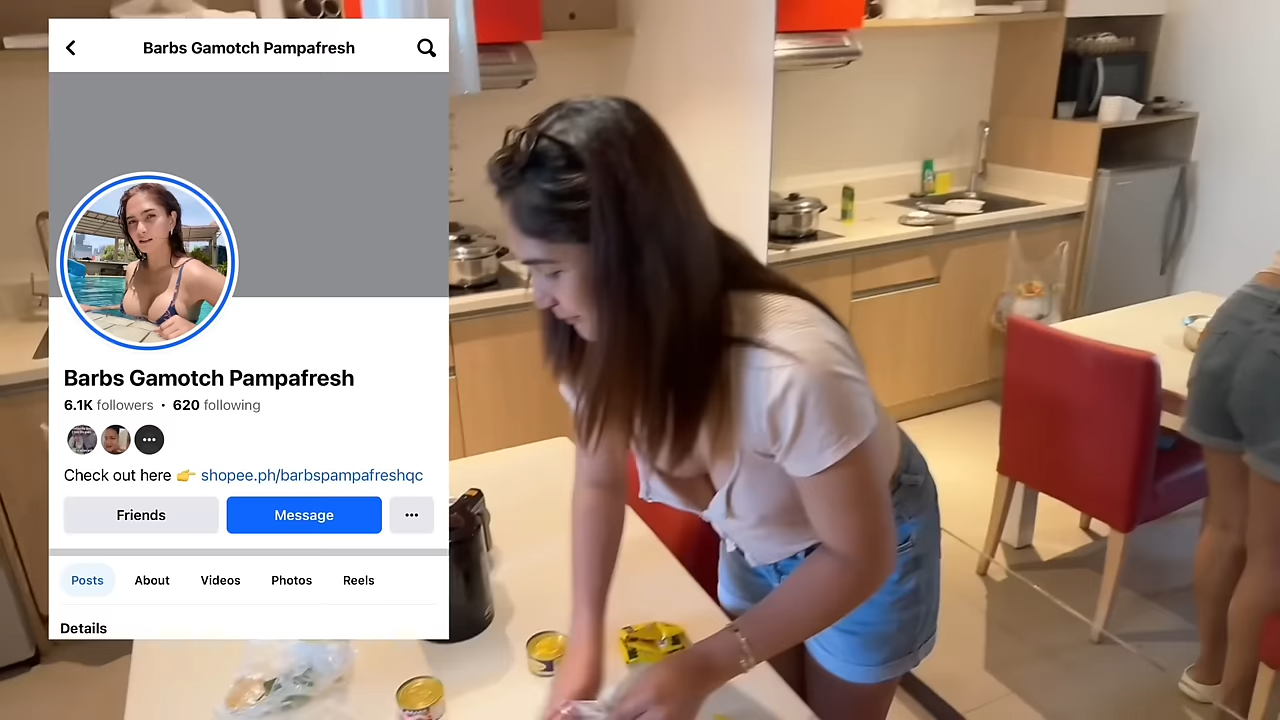 Barbs Gamotch Pampafresh
Barbs Gamotch Pampafresh
6.1K followers • 620 following
Check out here 👉 shopee.ph/barbspampafreshqc
Friends
Message
Posts
About
Videos
Photos
Reels
Details